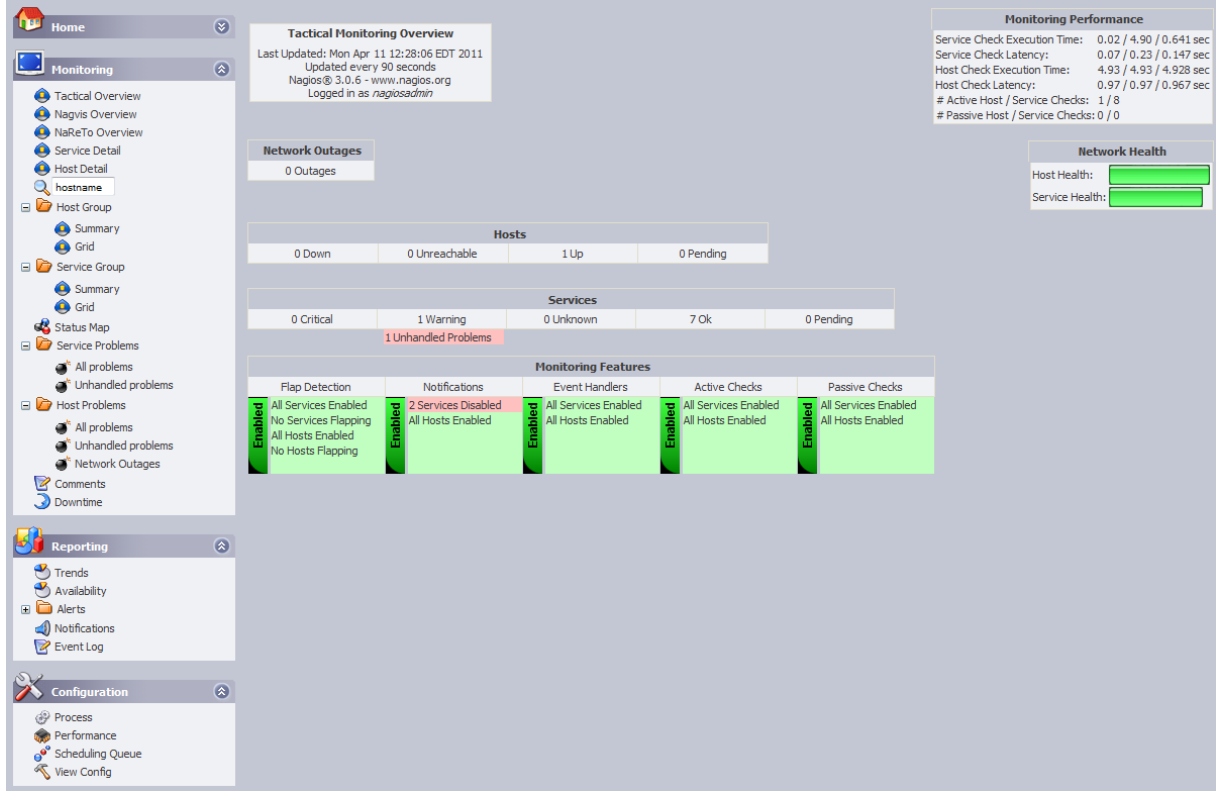 Home
Monitoring
Tactical Overview
Nagvis Overview
NaReTo Overview
Service Detail
Host Detail
hostname
Host Group
Summary
Grid
Service Group
Summary
Grid
Status Map
Service Problems
All problems
Unhandled problems
Host Problems
All problems
Unhandled problems
Network Outages
Comments
Downtime
Reporting
Trends
Availability
Alerts
Notifications
Event Log
Configuration
Process
Performance
Scheduling Queue
View Config
Tactical Monitoring Overview
Last Updated: Mon Apr 11 12:28:06 EDT 2011
Updated every 90 seconds
Nagios® 3.0.6 - www.nagios.org
Logged in as nagiosadmin
Monitoring Performance
Service Check Execution Time: 0.02 / 4.90 / 0.641 sec
Service Check Latency: 0.07 / 0.23 / 0.147 sec
Host Check Execution Time: 4.93 / 4.93 / 4.928 sec
Host Check Latency: 0.97 / 0.97 / 0.967 sec
# Active Host / Service Checks: 1 / 8
# Passive Host / Service Checks: 0 / 0
Network Outages
0 Outages
Network Health
Host Health:
Service Health:
Hosts
0 Down 0 Unreachable 1 Up 0 Pending
Services
0 Critical 1 Warning 0 Unknown 7 Ok 0 Pending
1 Unhandled Problems
Monitoring Features
Flap Detection Notifications Event Handlers Active Checks Passive Checks
Enabled
All Services Enabled
No Services Flapping
All Hosts Enabled
No Hosts Flapping
Enabled
2 Services Disabled
All Hosts Enabled
Enabled
All Services Enabled
All Hosts Enabled
Enabled
All Services Enabled
All Hosts Enabled
Enabled
All Services Enabled
All Hosts Enabled